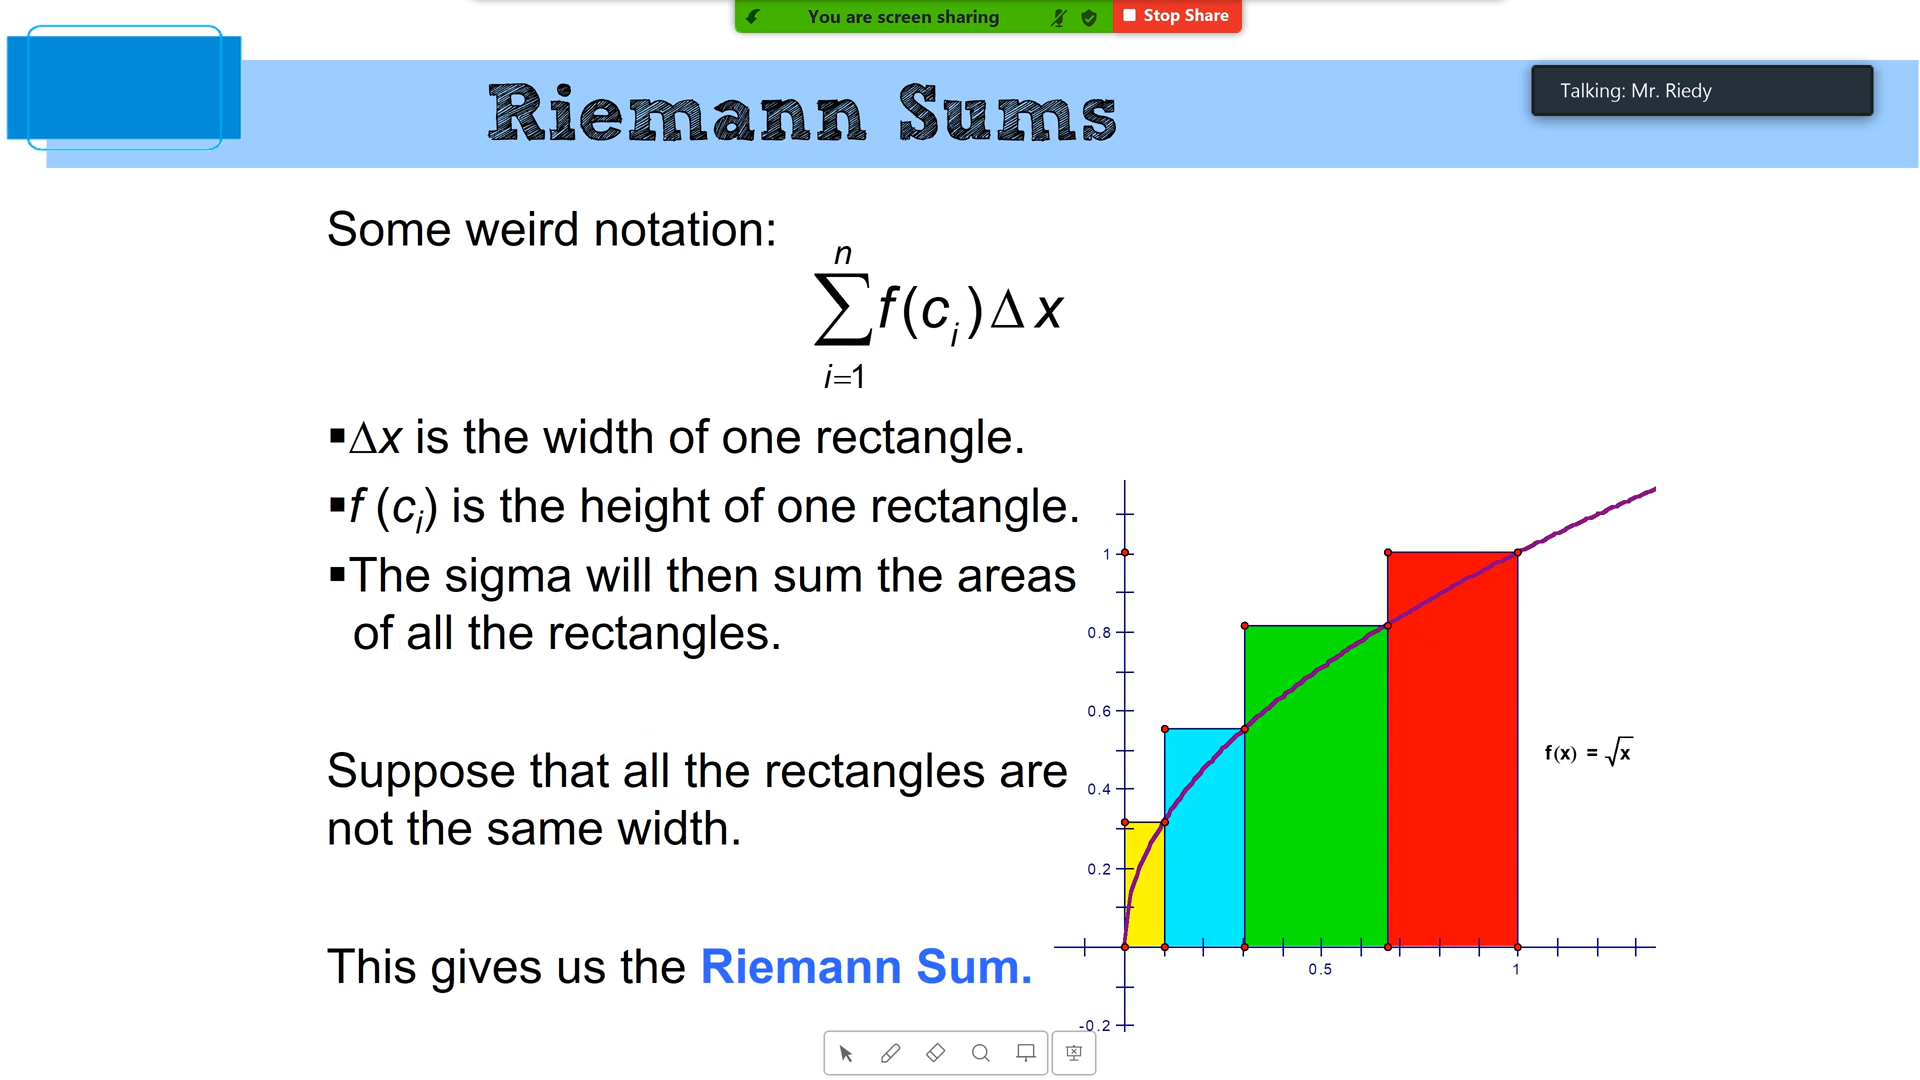 You are screen sharing
Stop Share
Riemann Sums
Talking: Mr. Riedy
Some weird notation:
n
∑f(cᵢ)Δx
i=1
▪Δx is the width of one rectangle.
▪f (cᵢ) is the height of one rectangle.
▪The sigma will then sum the areas
of all the rectangles.
Suppose that all the rectangles are
not the same width.
This gives us the Riemann Sum.
1
0.8
0.6
0.4
0.2
-0.2
0.5
1
f(x) = √x